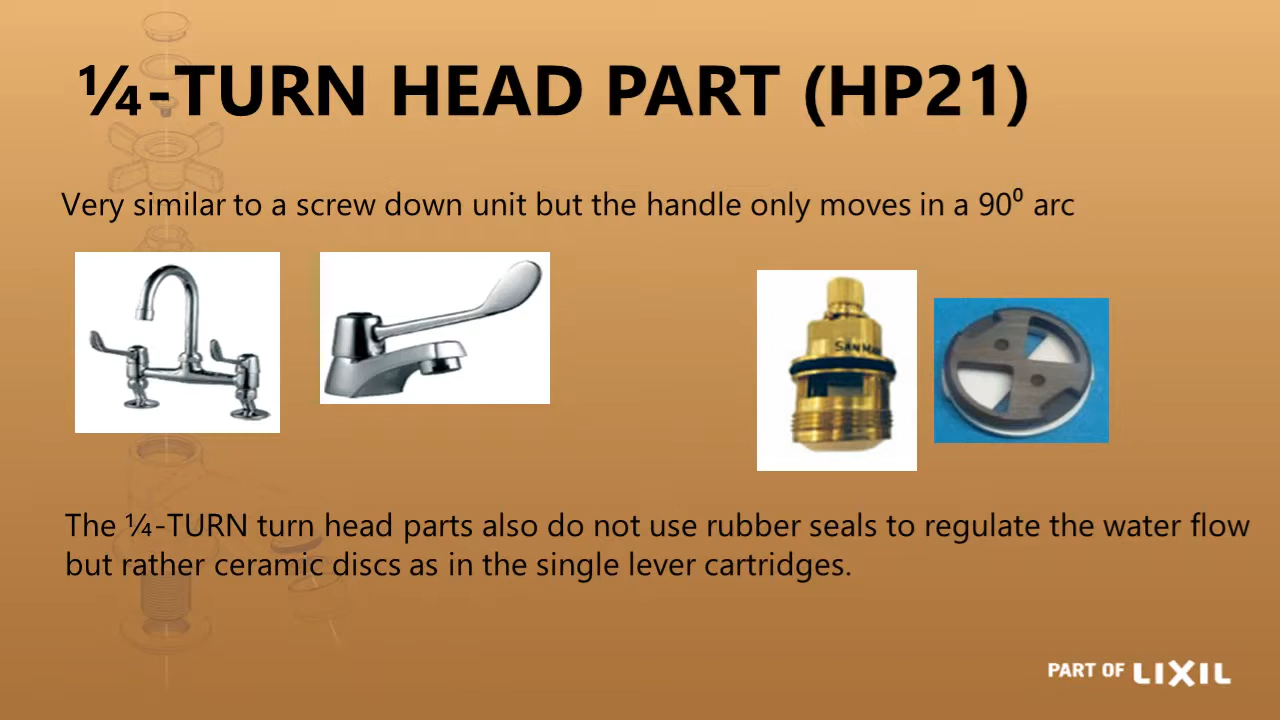 ¼-TURN HEAD PART (HP21)
Very similar to a screw down unit but the handle only moves in a 90⁰ arc
The ¼-TURN turn head parts also do not use rubber seals to regulate the water flow
but rather ceramic discs as in the single lever cartridges.
PART OF LIXIL